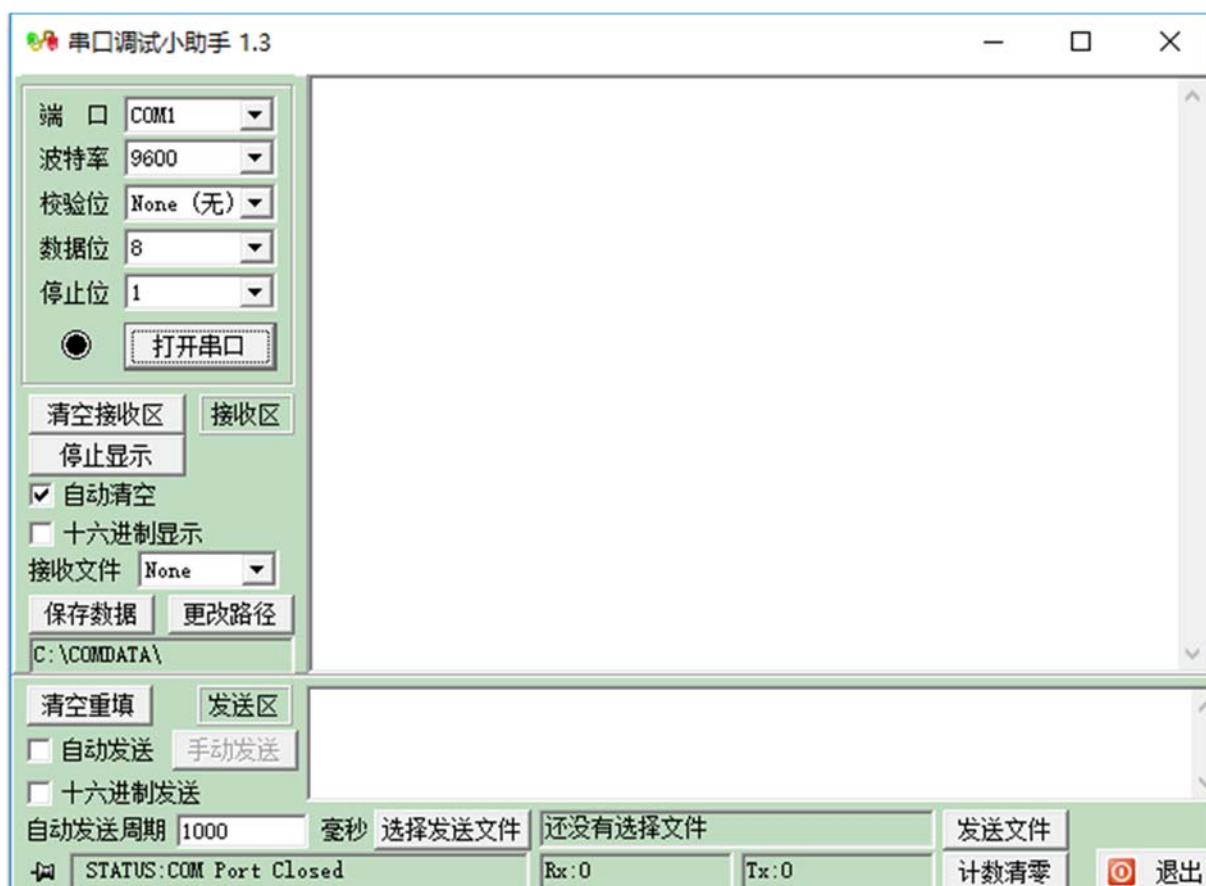 串口调试小助手 1.3
端 口 COM1
波特率 9600
校验位 None (无)
数据位 8
停止位 1
打开串口
清空接收区 接收区
停止显示
自动清空
十六进制显示
接收文件 None
保存数据 更改路径
C:\COMDATA\
清空重填 发送区
自动发送 手动发送
十六进制发送
自动发送周期 1000 毫秒 选择发送文件 还没有选择文件 发送文件
STATUS:COM Port Closed Rx:0 Tx:0 计数清零 退出